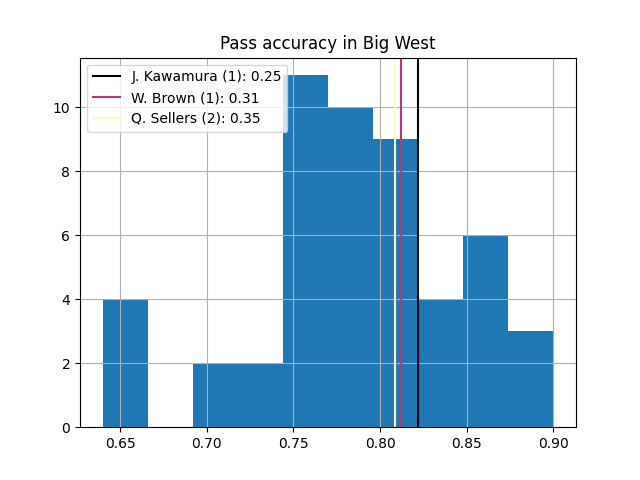 Pass accuracy in Big West
J. Kawamura (1): 0.25
W. Brown (1): 0.31
Q. Sellers (2): 0.35
10
8
6
4
2
0
0.65 0.70 0.75 0.80 0.85 0.90